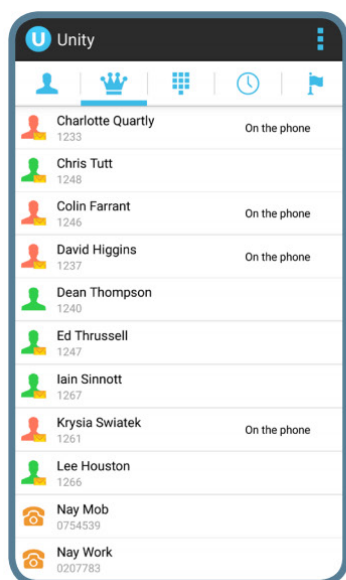 U Unity
Charlotte Quartly
1233
On the phone
Chris Tutt
1248
Colin Farrant
1246
On the phone
David Higgins
1237
On the phone
Dean Thompson
1240
Ed Thrussell
1247
Iain Sinnott
1267
Krysia Swiatek
1261
On the phone
Lee Houston
1266
Nay Mob
0754539
Nay Work
0207783